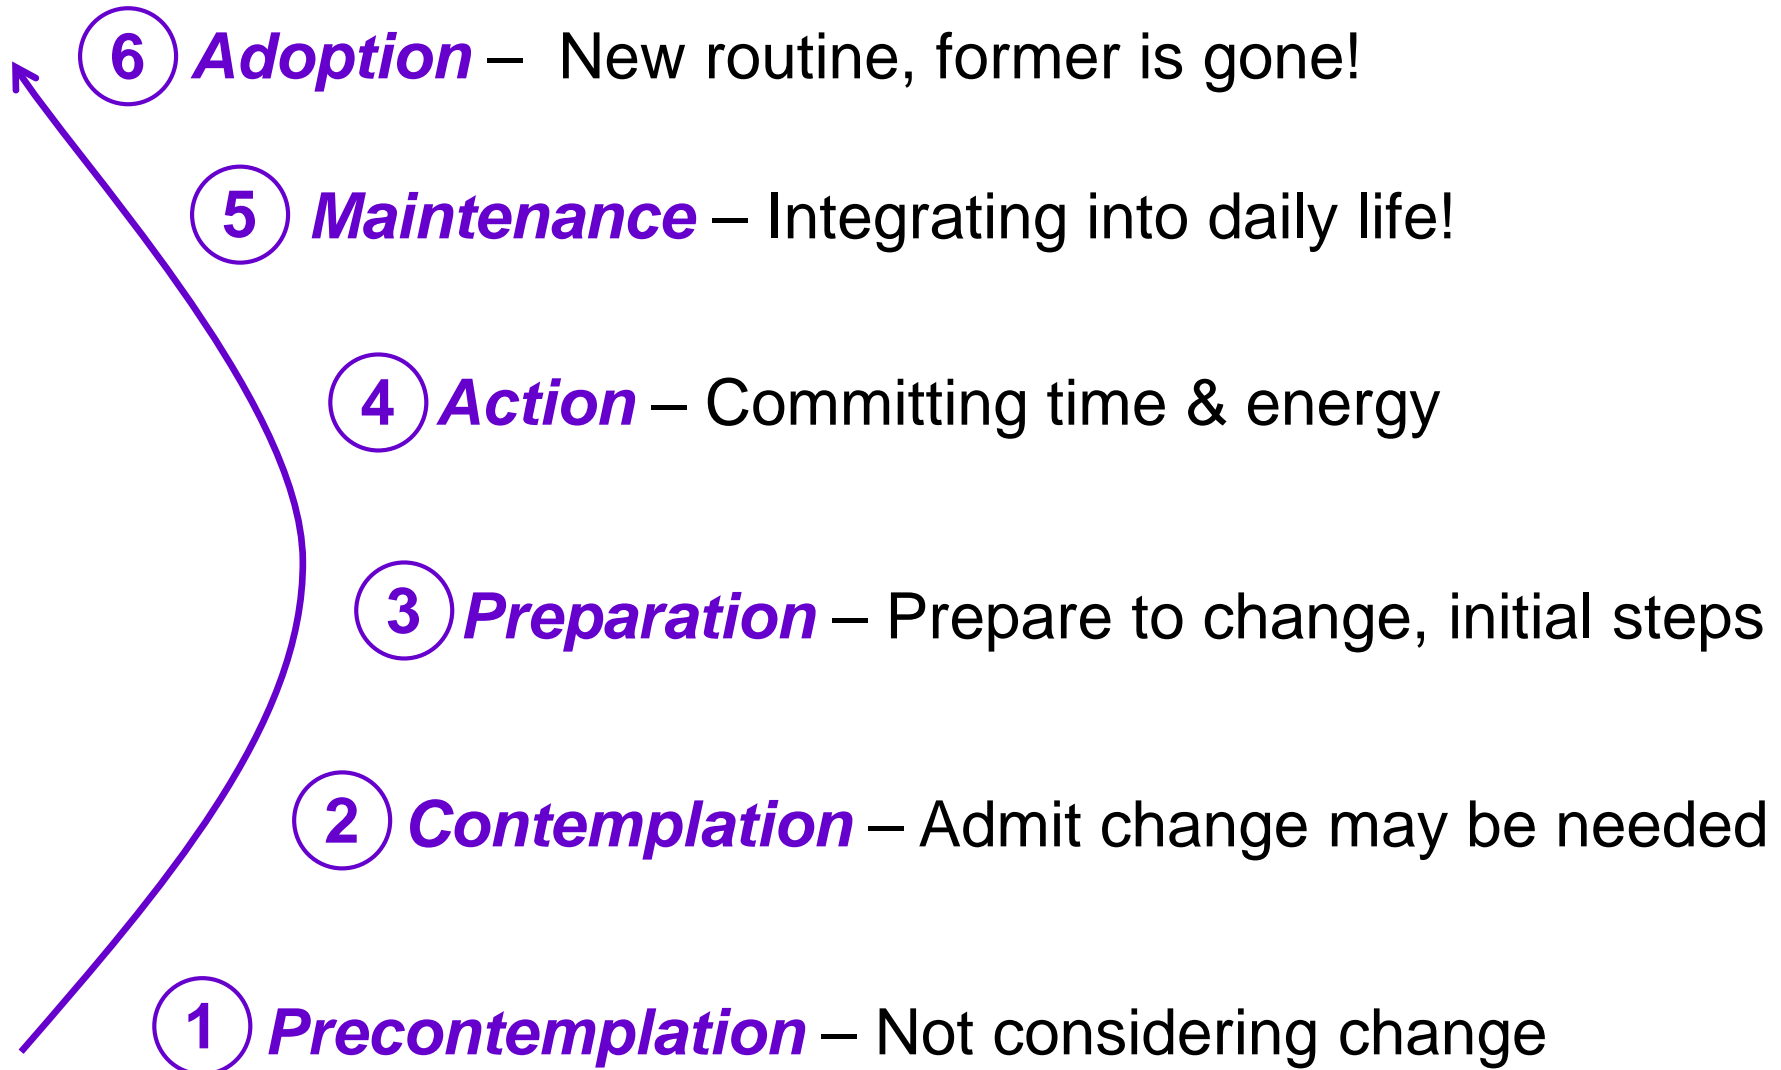 6 Adoption – New routine, former is gone!
5 Maintenance – Integrating into daily life!
4 Action – Committing time & energy
3 Preparation – Prepare to change, initial steps
2 Contemplation – Admit change may be needed
1 Precontemplation – Not considering change